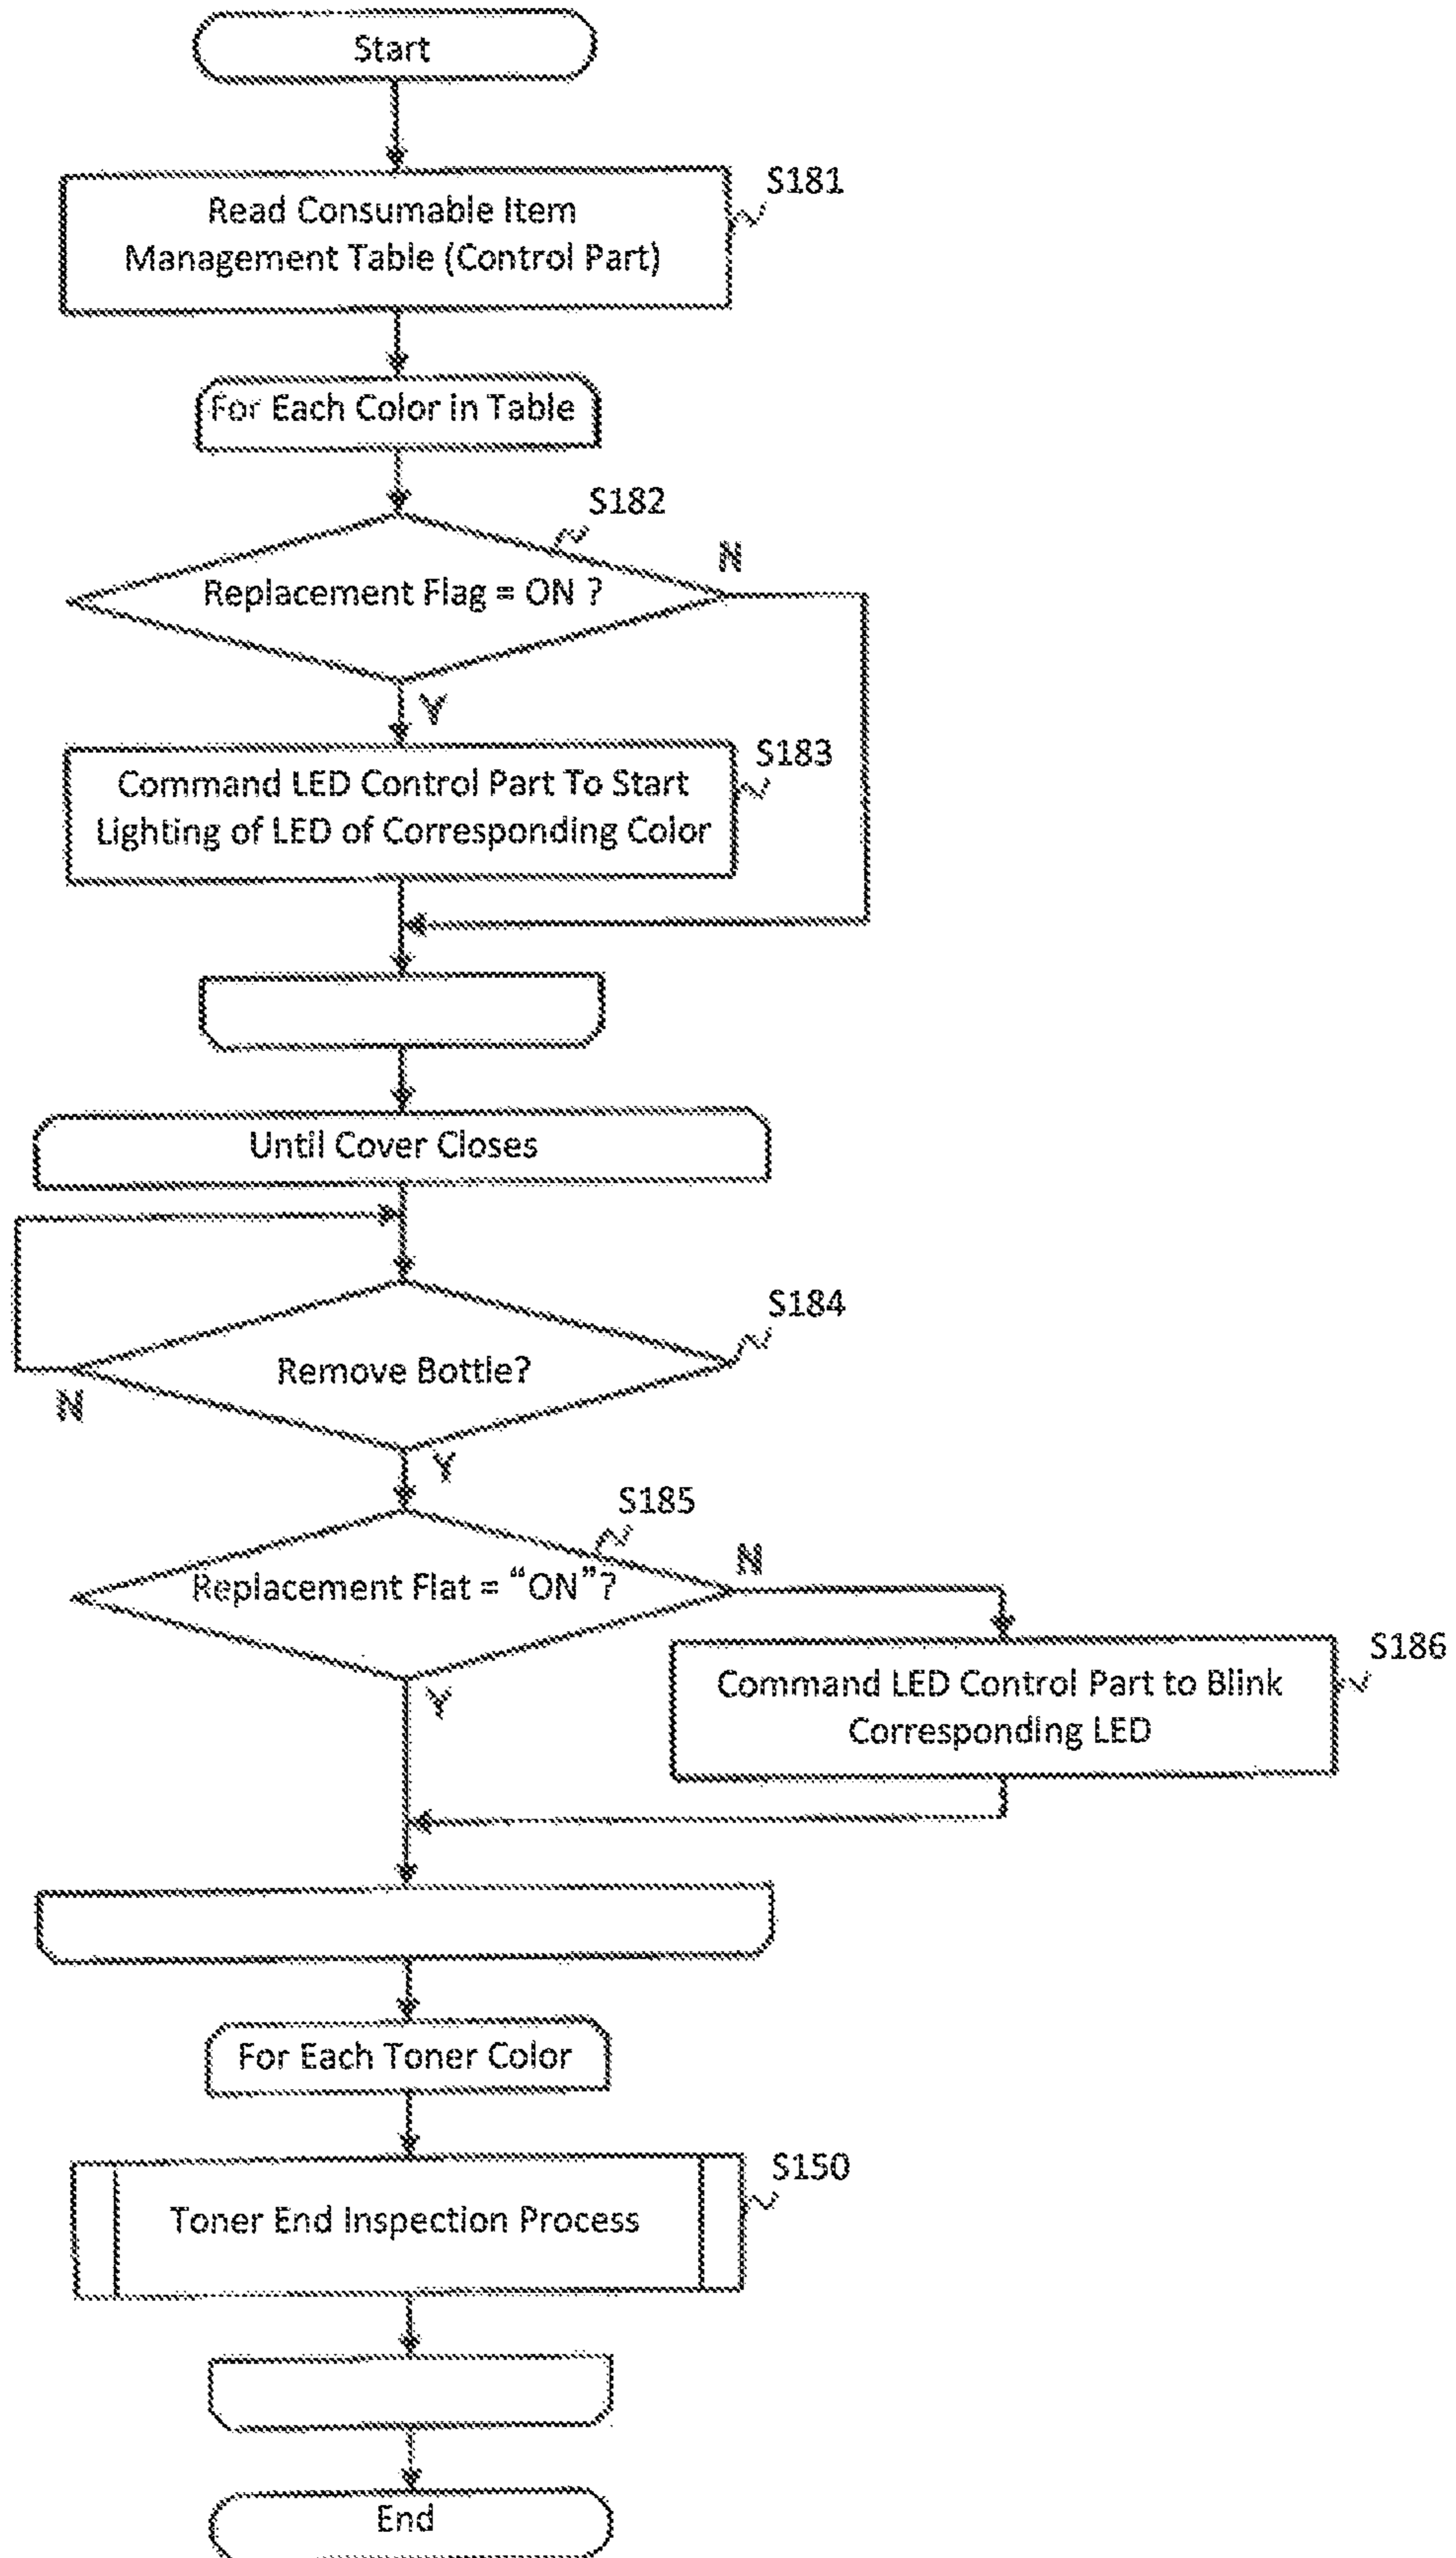 Start
S181
Read Consumable Item
Management Table (Control Part)
For Each Color in Table
S182
Replacement Flag = ON ?
N
Y
S183
Command LED Control Part To Start
Lighting of LED of Corresponding Color
Until Cover Closes
S184
Remove Bottle?
N
Y
S185
Replacement Flat = “ON”?
N
Y
S186
Command LED Control Part to Blink
Corresponding LED
For Each Toner Color
S150
Toner End Inspection Process
End